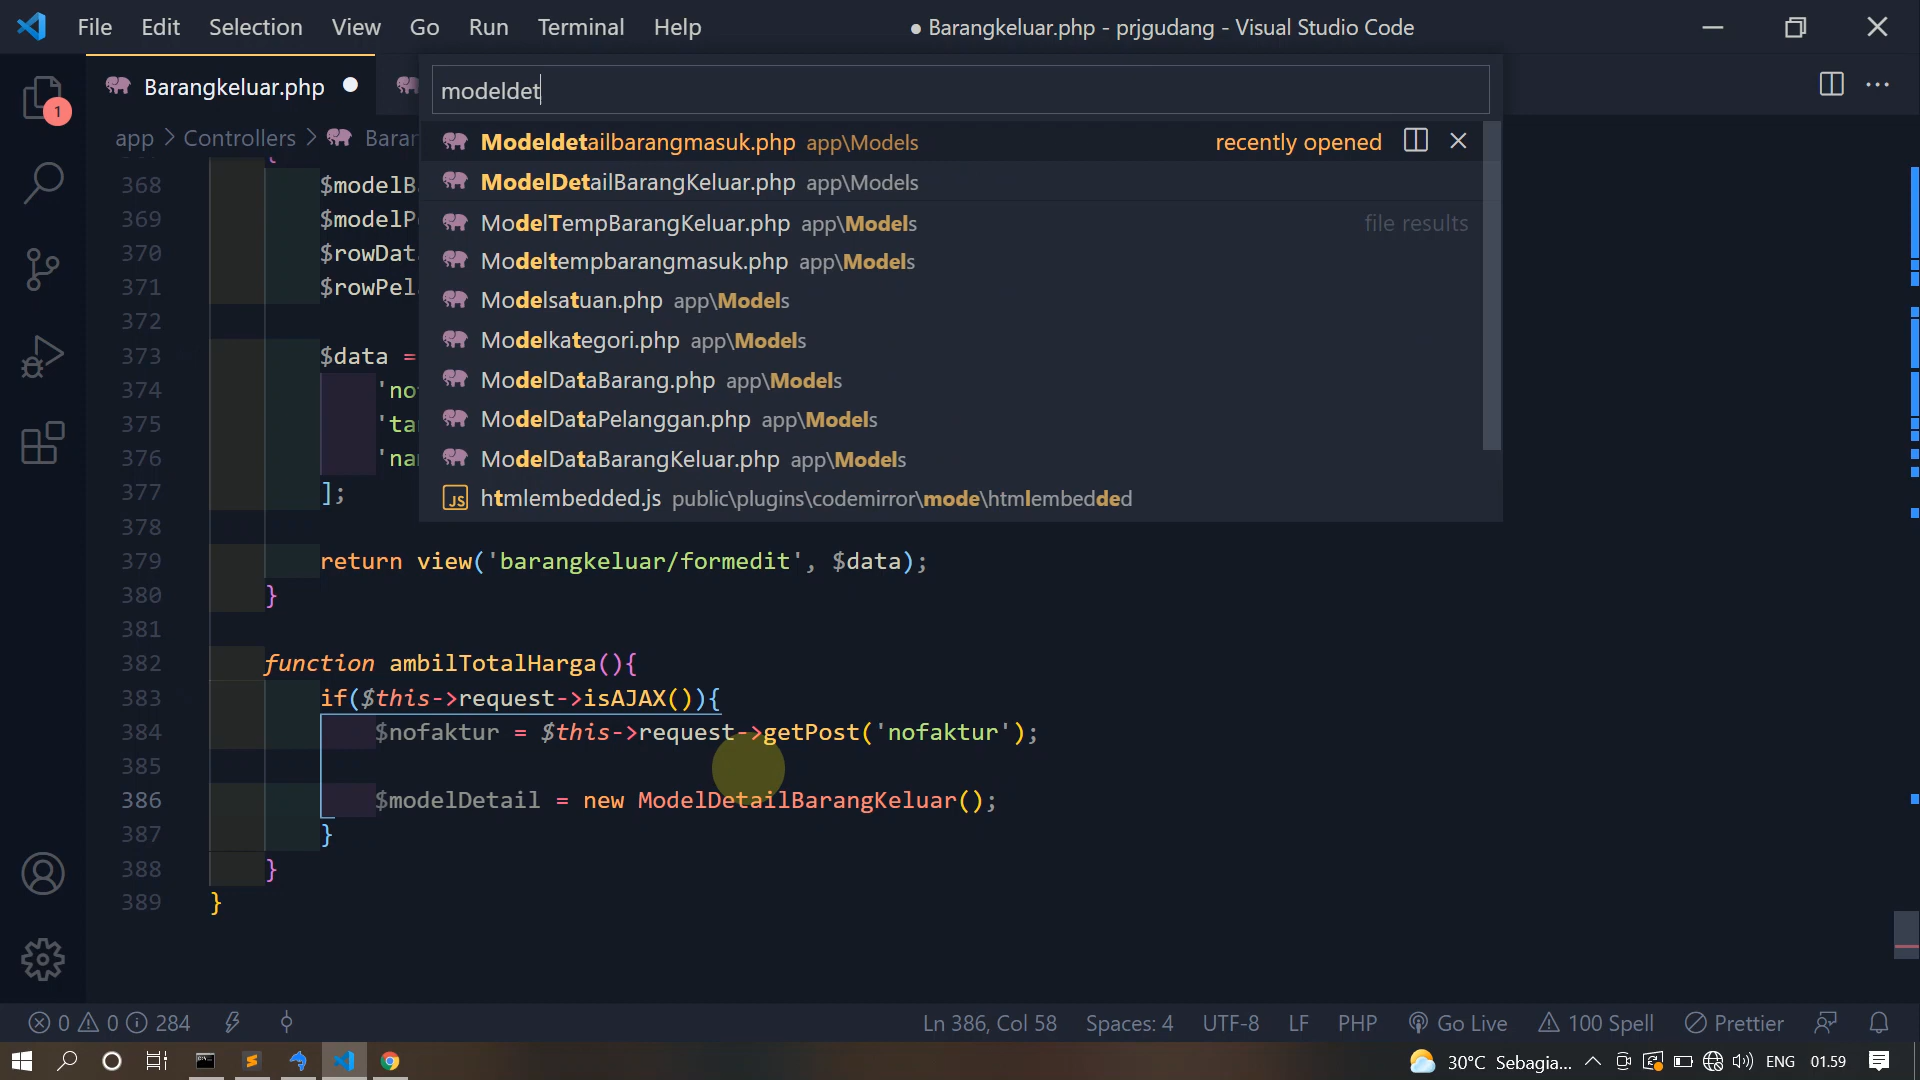 File Edit Selection View Go Run Terminal Help ● Barangkeluar.php - prjgudang - Visual Studio Code
Barangkeluar.php
modeldet
app > Controllers > Baran
Modeldetailbarangmasuk.php app\Models recently opened
ModelDetailBarangKeluar.php app\Models
ModelTempBarangKeluar.php app\Models file results
Modeltempbarangmasuk.php app\Models
Modelsatuan.php app\Models
Modelkategori.php app\Models
ModelDataBarang.php app\Models
ModelDataPelanggan.php app\Models
ModelDataBarangKeluar.php app\Models
htmlembedded.js public\plugins\codemirror\mode\htmlembedded
1
{
368 $modelB
369 $modelP
370 $rowDat
371 $rowPel
372
373 $data =
374 'no
375 'ta
376 'na
377 ];
378
379 return view('barangkeluar/formedit', $data);
380 }
381
382 function ambilTotalHarga(){
383 if($this->request->isAJAX()){
384 $nofaktur = $this->request->getPost('nofaktur');
385
386 $modelDetail = new ModelDetailBarangKeluar();
387 }
388 }
389 }
0 0 284 Ln 386, Col 58 Spaces: 4 UTF-8 LF PHP Go Live 100 Spell Prettier
30°C Sebagia... ENG 01.59